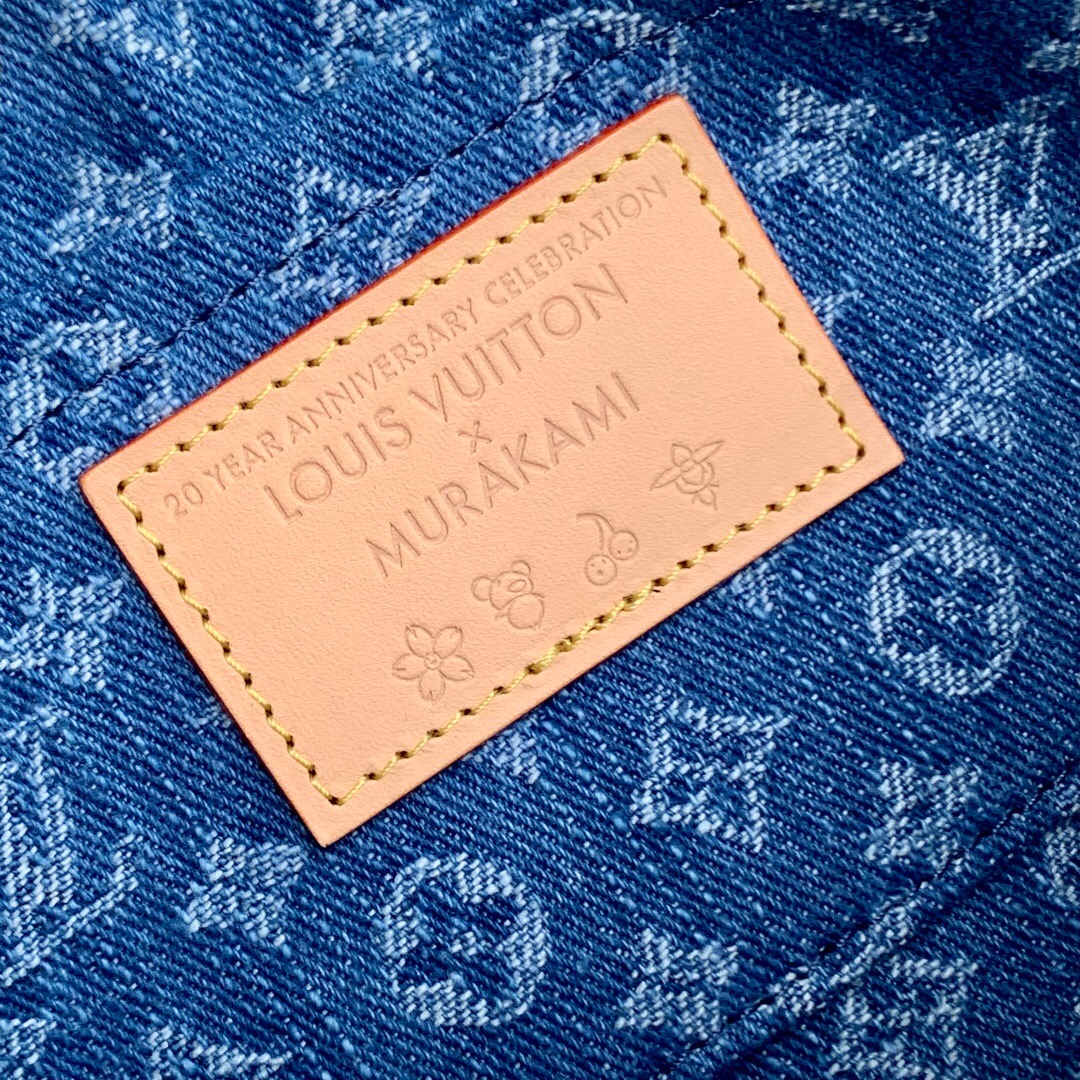 20 YEAR ANNIVERSARY CELEBRATION
LOUIS VUITTON
×
MURAKAMI